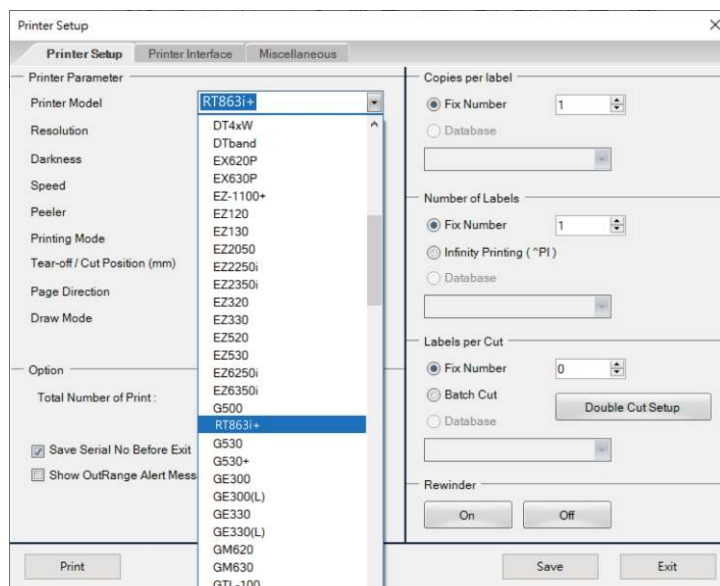 Printer Setup
Printer Setup Printer Interface Miscellaneous
Printer Parameter
Printer Model RT863i+
Resolution
Darkness
Speed
Peeler
Printing Mode
Tear-off / Cut Position (mm)
Page Direction
Draw Mode
DT4xW
DTband
EX620P
EX630P
EZ-1100+
EZ120
EZ130
EZ2050
EZ2250i
EZ2350i
EZ320
EZ330
EZ520
EZ530
EZ6250i
EZ6350i
G500
RT863i+
G530
G530+
GE300
GE300(L)
GE330
GE330(L)
GM620
GM630
GTL-100
Option
Total Number of Print :
Save Serial No Before Exit
Show OutRange Alert Mess
Copies per label
Fix Number 1
Database
Number of Labels
Fix Number 1
Infinity Printing ( ^PI )
Database
Labels per Cut
Fix Number 0
Batch Cut
Double Cut Setup
Database
Rewinder
On Off
Print Save Exit